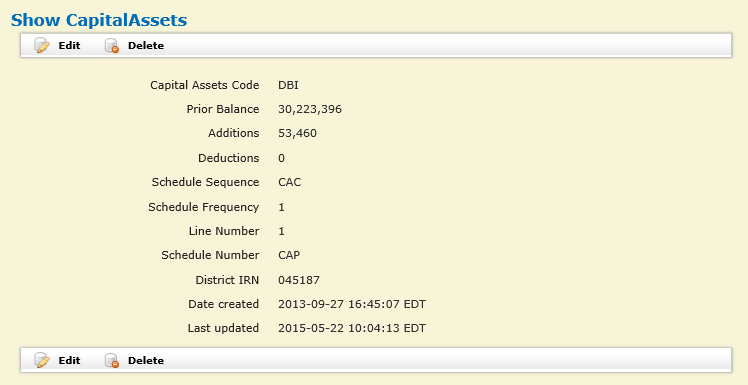 Show CapitalAssets
Edit Delete
Capital Assets Code DBI
Prior Balance 30,223,396
Additions 53,460
Deductions 0
Schedule Sequence CAC
Schedule Frequency 1
Line Number 1
Schedule Number CAP
District IRN 045187
Date created 2013-09-27 16:45:07 EDT
Last updated 2015-05-22 10:04:13 EDT
Edit Delete